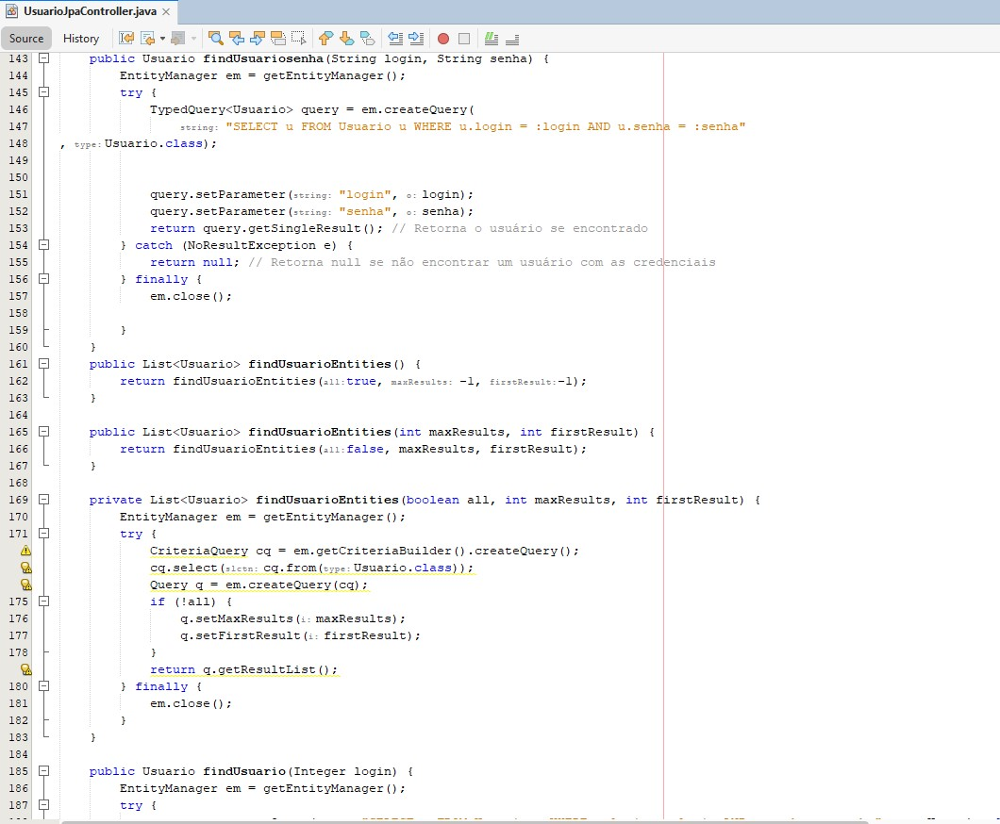 UsuarioJpaController.java
Source History
143 public Usuario findUsuariosenha(String login, String senha) {
144 EntityManager em = getEntityManager();
145 try {
146 TypedQuery<Usuario> query = em.createQuery(
147 string: "SELECT u FROM Usuario u WHERE u.login = :login AND u.senha = :senha"
148 , type: Usuario.class);
149
150
151 query.setParameter(string: "login", o: login);
152 query.setParameter(string: "senha", o: senha);
153 return query.getSingleResult(); // Retorna o usuário se encontrado
154 } catch (NoResultException e) {
155 return null; // Retorna null se não encontrar um usuário com as credenciais
156 } finally {
157 em.close();
158
159 }
160 }
161 public List<Usuario> findUsuarioEntities() {
162 return findUsuarioEntities(all: true, maxResults: -1, firstResult: -1);
163 }
164
165 public List<Usuario> findUsuarioEntities(int maxResults, int firstResult) {
166 return findUsuarioEntities(all: false, maxResults, firstResult);
167 }
168
169 private List<Usuario> findUsuarioEntities(boolean all, int maxResults, int firstResult) {
170 EntityManager em = getEntityManager();
171 try {
CriteriaQuery cq = em.getCriteriaBuilder().createQuery();
cq.select(slctn: cq.from(type: Usuario.class));
Query q = em.createQuery(cq);
175 if (!all) {
176 q.setMaxResults(i: maxResults);
177 q.setFirstResult(i: firstResult);
178 }
return q.getResultList();
180 } finally {
181 em.close();
182 }
183 }
184
185 public Usuario findUsuario(Integer login) {
186 EntityManager em = getEntityManager();
187 try {